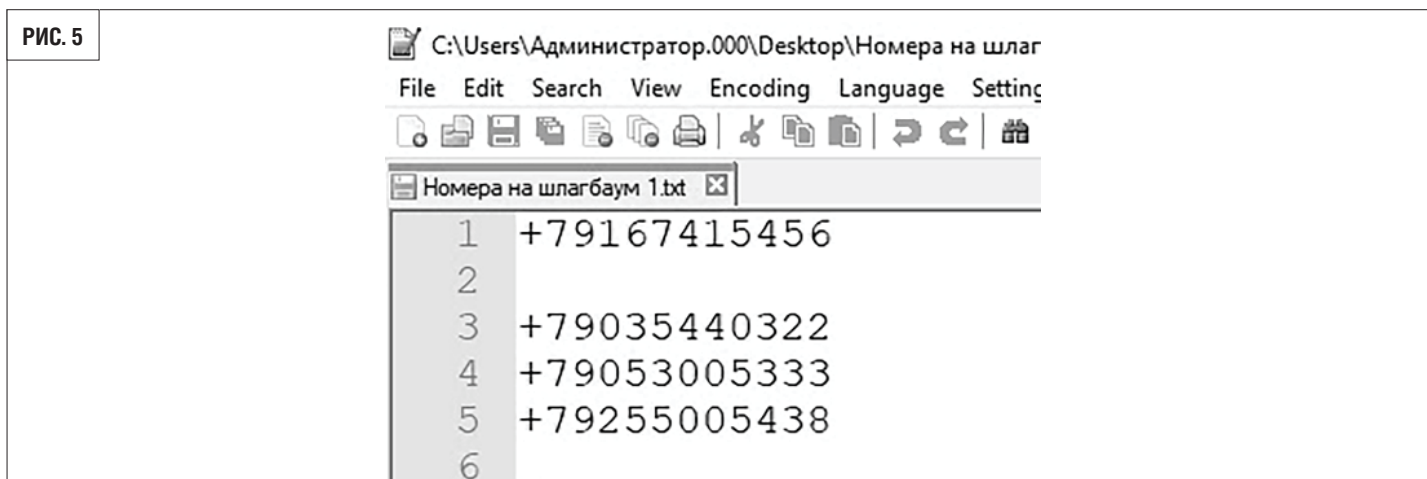 РИС. 5
C:\Users\Администратор.000\Desktop\Номера на шлаг
File Edit Search View Encoding Language Setting
Номера на шлагбаум 1.txt
1 +79167415456
2
3 +79035440322
4 +79053005333
5 +79255005438
6